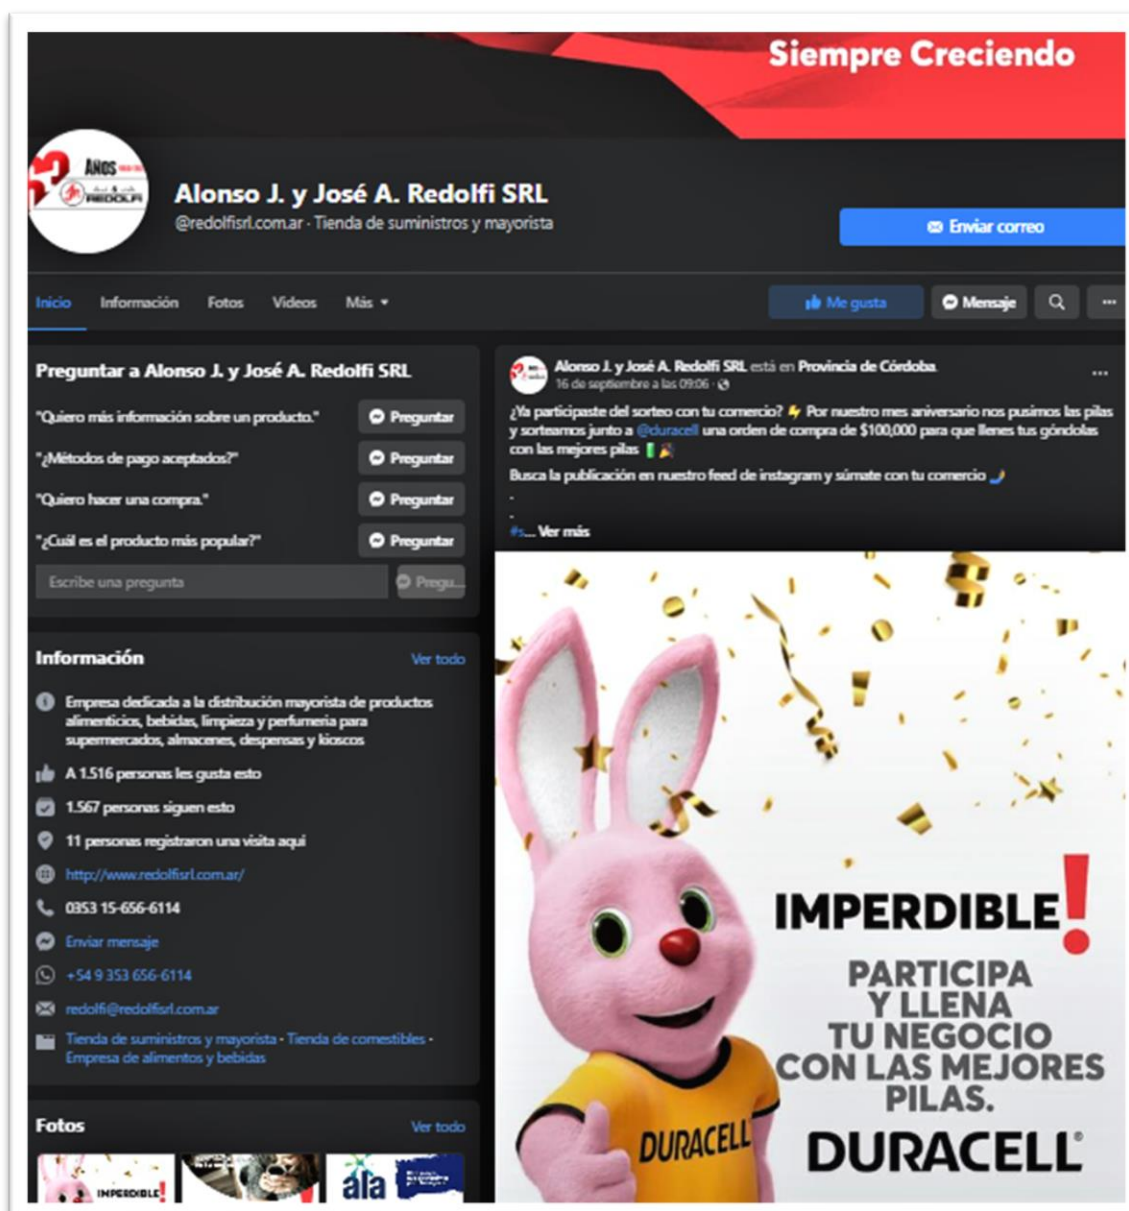 Siempre Creciendo
AÑOS
REDOLFI
Alonso J. y José A. Redolfi SRL
@redolfisrl.com.ar · Tienda de suministros y mayorista
Enviar correo
Inicio Información Fotos Videos Más
Me gusta Mensaje
Preguntar a Alonso J. y José A. Redolfi SRL
"Quiero más información sobre un producto." Preguntar
"¿Métodos de pago aceptados?" Preguntar
"Quiero hacer una compra." Preguntar
"¿Cuál es el producto más popular?" Preguntar
Escribe una pregunta Pregu...
Información Ver todo
Empresa dedicada a la distribución mayorista de productos
alimenticios, bebidas, limpieza y perfumeria para
supermercados, almacenes, despensas y kioscos
A 1.516 personas les gusta esto
1.567 personas siguen esto
11 personas registraron una visita aquí
http://www.redolfisrl.com.ar/
0353 15-656-6114
Enviar mensaje
+54 9 353 656-6114
redolfi@redolfisrl.com.ar
Tienda de suministros y mayorista · Tienda de comestibles ·
Empresa de alimentos y bebidas
Fotos Ver todo
IMPERDIBLE!
ala
Alonso J. y José A. Redolfi SRL está en Provincia de Córdoba.
16 de septiembre a las 09:06 ·
¿Ya participaste del sorteo con tu comercio? ⚡ Por nuestro mes aniversario nos pusimos las pilas
y sorteamos junto a @duracell una orden de compra de $100,000 para que llenes tus góndolas
con las mejores pilas 🔋🎉
Busca la publicación en nuestro feed de instagram y súmate con tu comercio 🤳
.
.
#s... Ver más
IMPERDIBLE!
PARTICIPA
Y LLENA
TU NEGOCIO
CON LAS MEJORES
PILAS.
DURACELL®
DURACELL